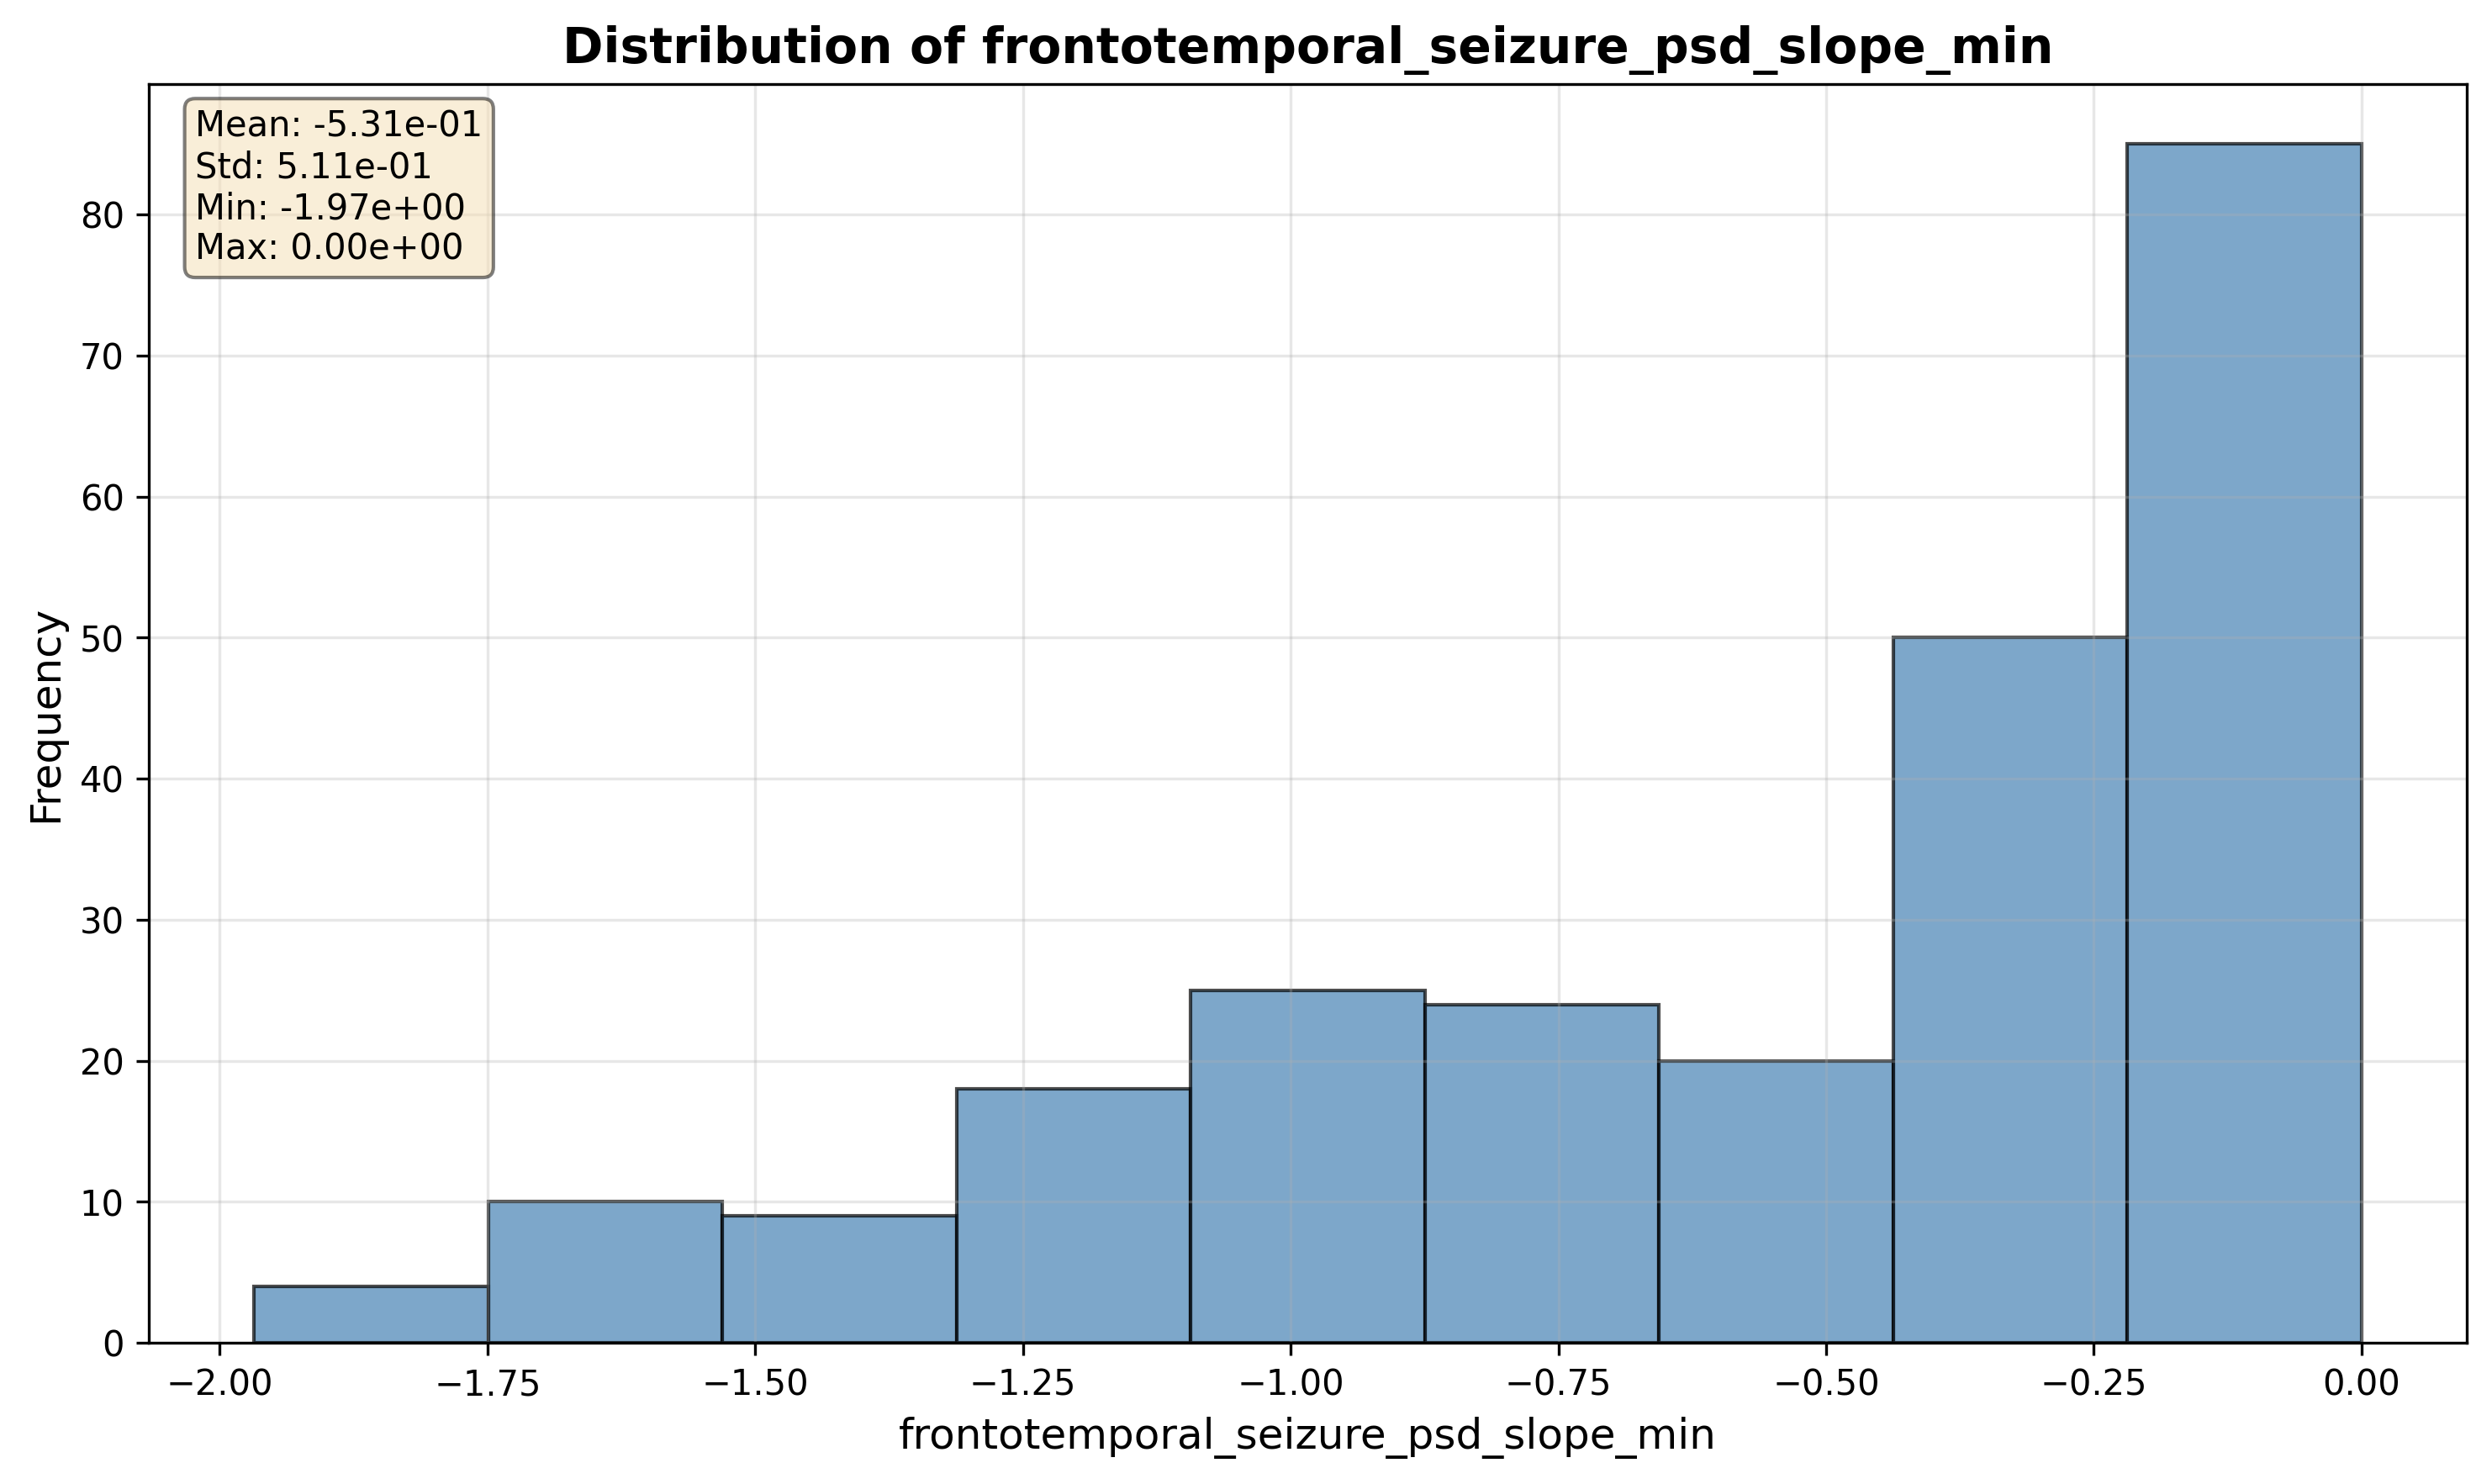 Distribution of frontotemporal_seizure_psd_slope_min
Mean: -5.31e-01
Std: 5.11e-01
Min: -1.97e+00
Max: 0.00e+00
80
70
60
50
40
30
20
10
0
Frequency
−2.00 −1.75 −1.50 −1.25 −1.00 −0.75 −0.50 −0.25 0.00
frontotemporal_seizure_psd_slope_min